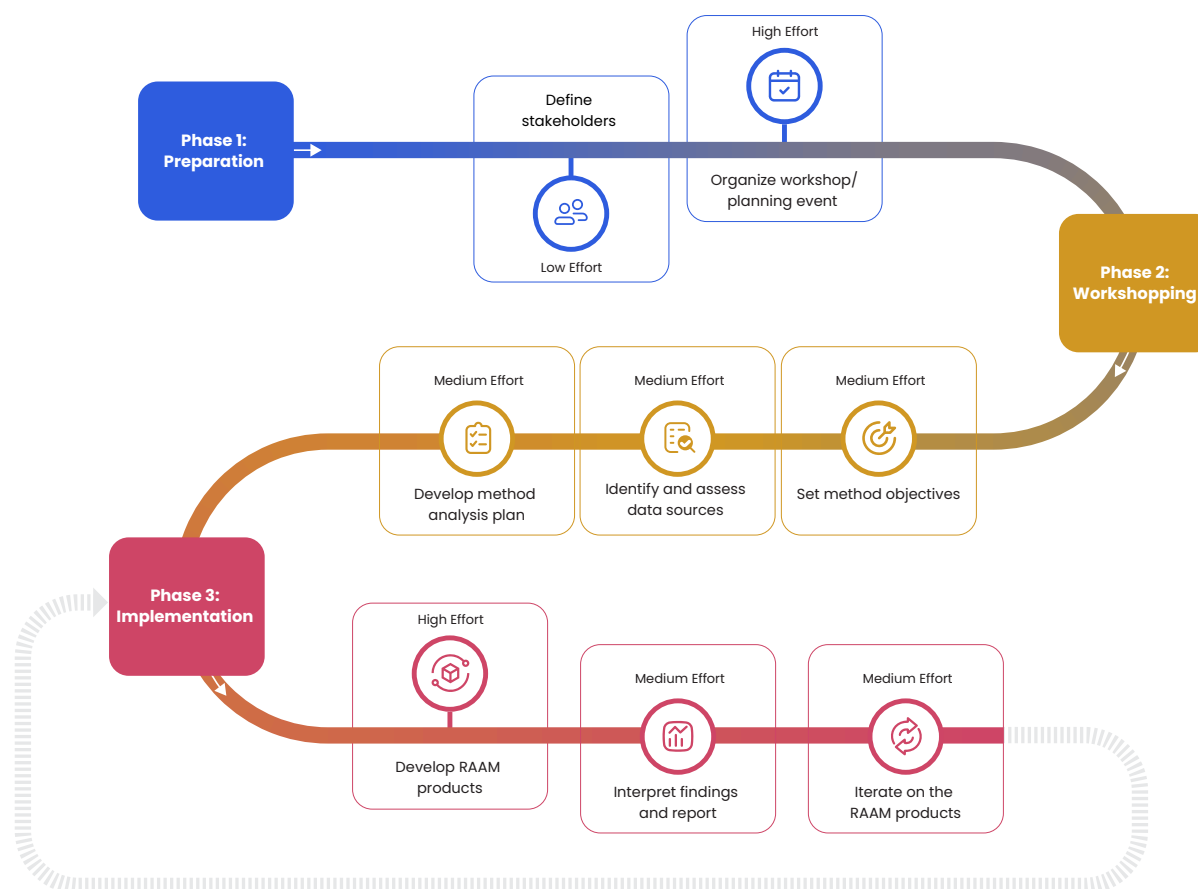 Phase 1:
Preparation
Define
stakeholders
Low Effort
High Effort
Organize workshop/
planning event
Phase 2:
Workshopping
Medium Effort
Set method objectives
Medium Effort
Identify and assess
data sources
Medium Effort
Develop method
analysis plan
Phase 3:
Implementation
High Effort
Develop RAAM
products
Medium Effort
Interpret findings
and report
Medium Effort
Iterate on the
RAAM products